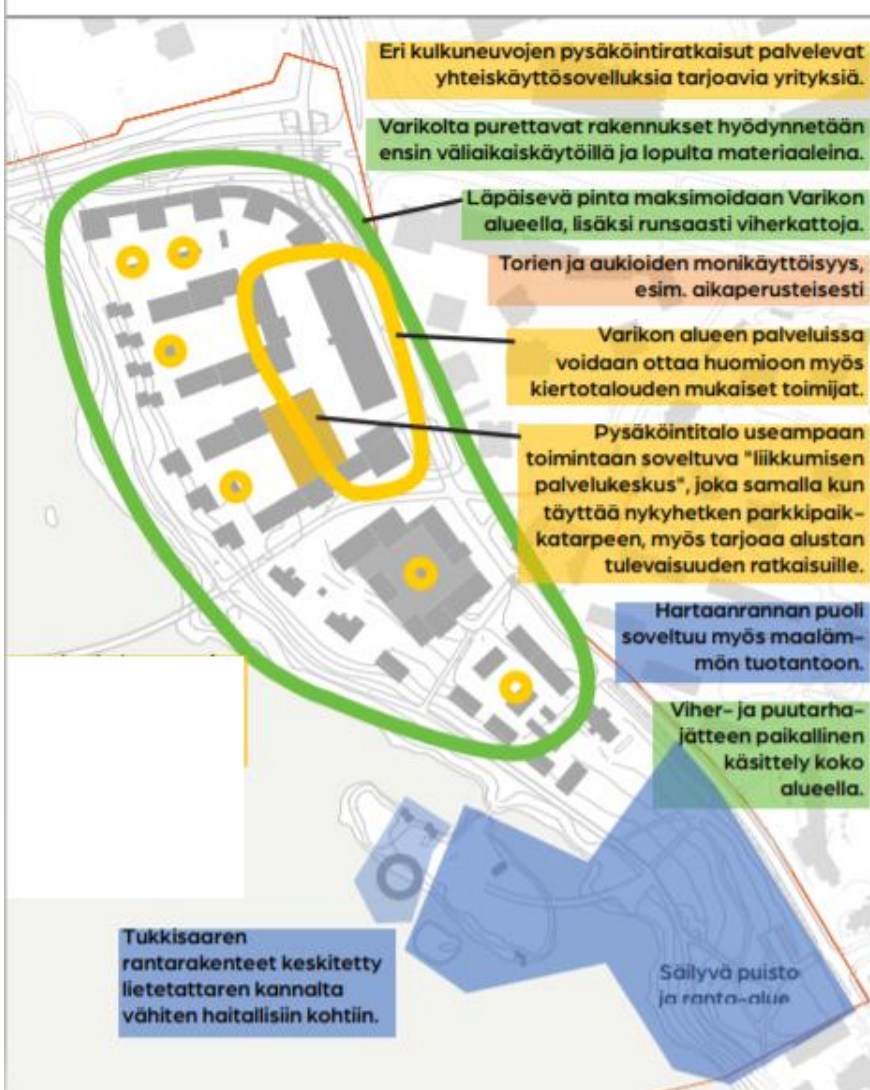 Eri kulkuneuvojen pysäköintiratkaisut palvelevat
yhteiskäyttösovelluksia tarjoavia yrityksiä.
Varikolta purettavat rakennukset hyödynnetään
ensin väliaikaiskäytöillä ja lopulta materiaaleina.
Läpäisevä pinta maksimoidaan Varikon
alueella, lisäksi runsaasti viherkattoja.
Torien ja aukioiden monikäyttöisyys,
esim. aikaperusteisesti
Varikon alueen palveluissa
voidaan ottaa huomioon myös
kiertotalouden mukaiset toimijat.
Pysäköintitalo useampaan
toimintaan soveltuva "liikkumisen
palvelukeskus", joka samalla kun
täyttää nykyhetken parkkipaik-
katarpeen, myös tarjoaa alustan
tulevaisuuden ratkaisuille.
Hartaanrannan puoli
soveltuu myös maaläm-
mön tuotantoon.
Viher- ja puutarha-
jätteen paikallinen
käsittely koko
alueella.
Tukkisaaren
rantarakenteet keskitetty
lietetattaren kannalta
vähiten haitallisiin kohtiin.
Säilyvä puisto
ja ranta-alue